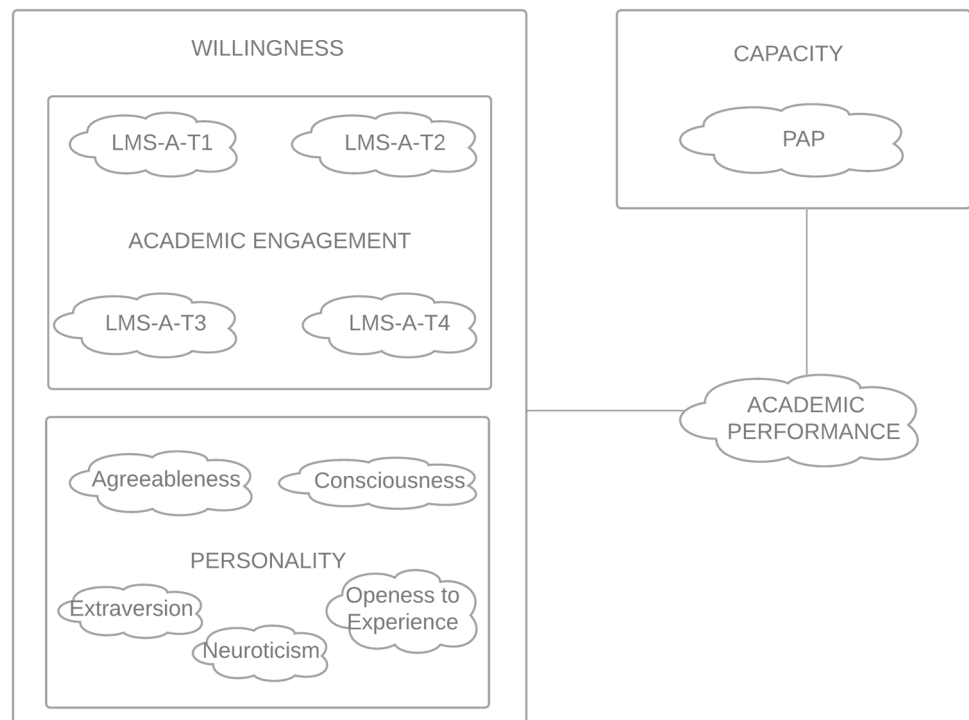 WILLINGNESS
LMS-A-T1
LMS-A-T2
ACADEMIC ENGAGEMENT
LMS-A-T3
LMS-A-T4
Agreeableness
Consciousness
PERSONALITY
Extraversion
Openess to
Experience
Neuroticism
CAPACITY
PAP
ACADEMIC
PERFORMANCE